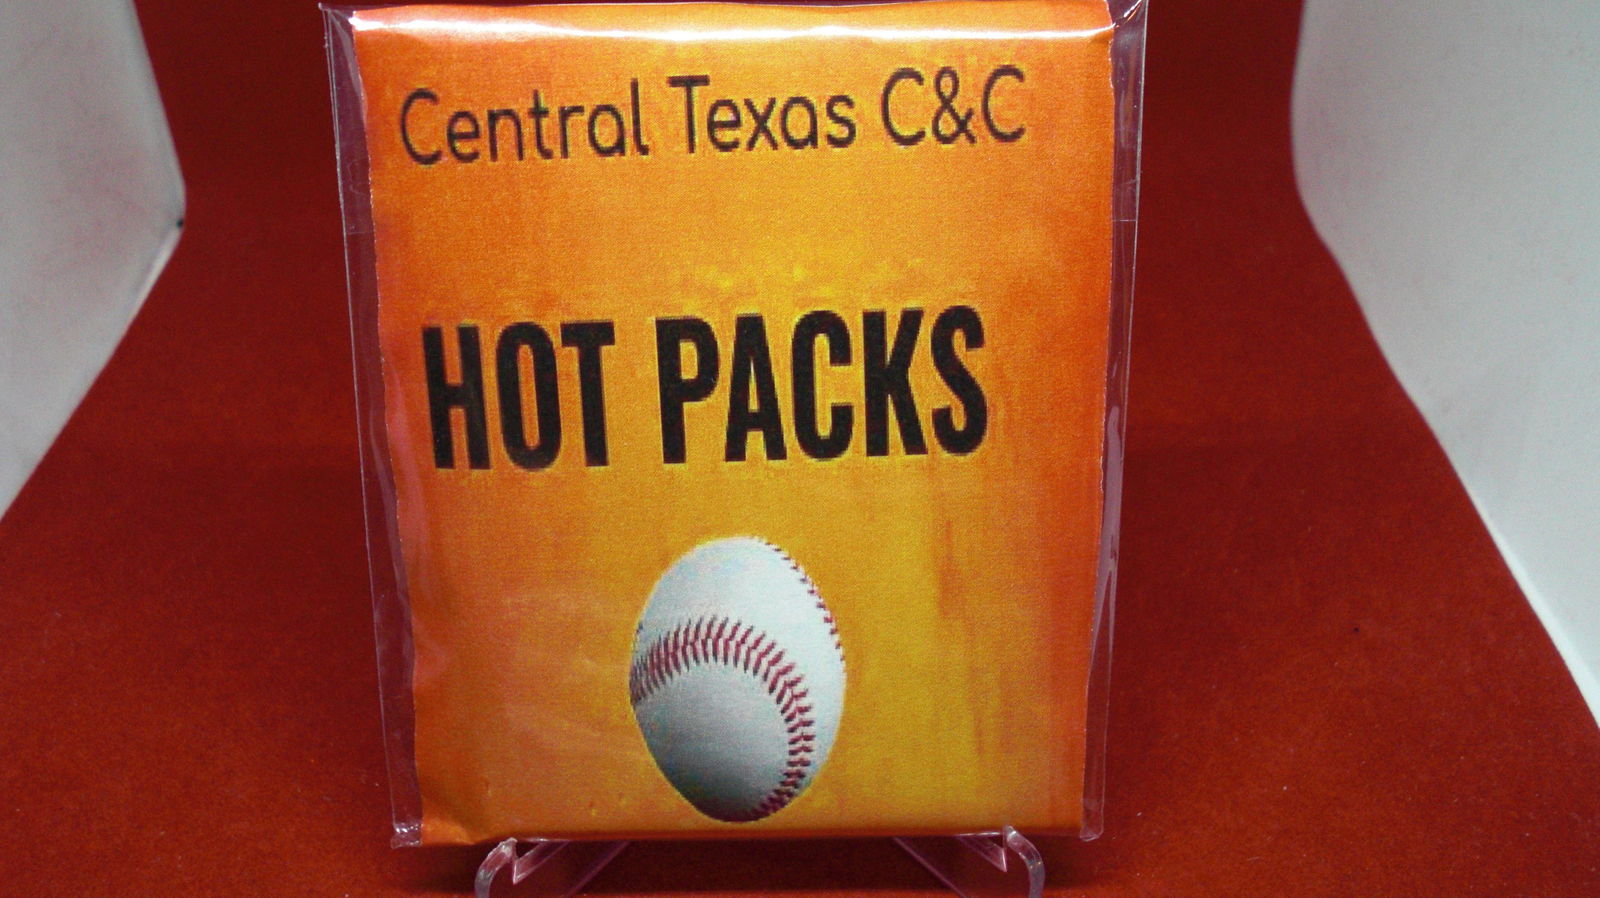 Central Texas C&C
HOT PACKS